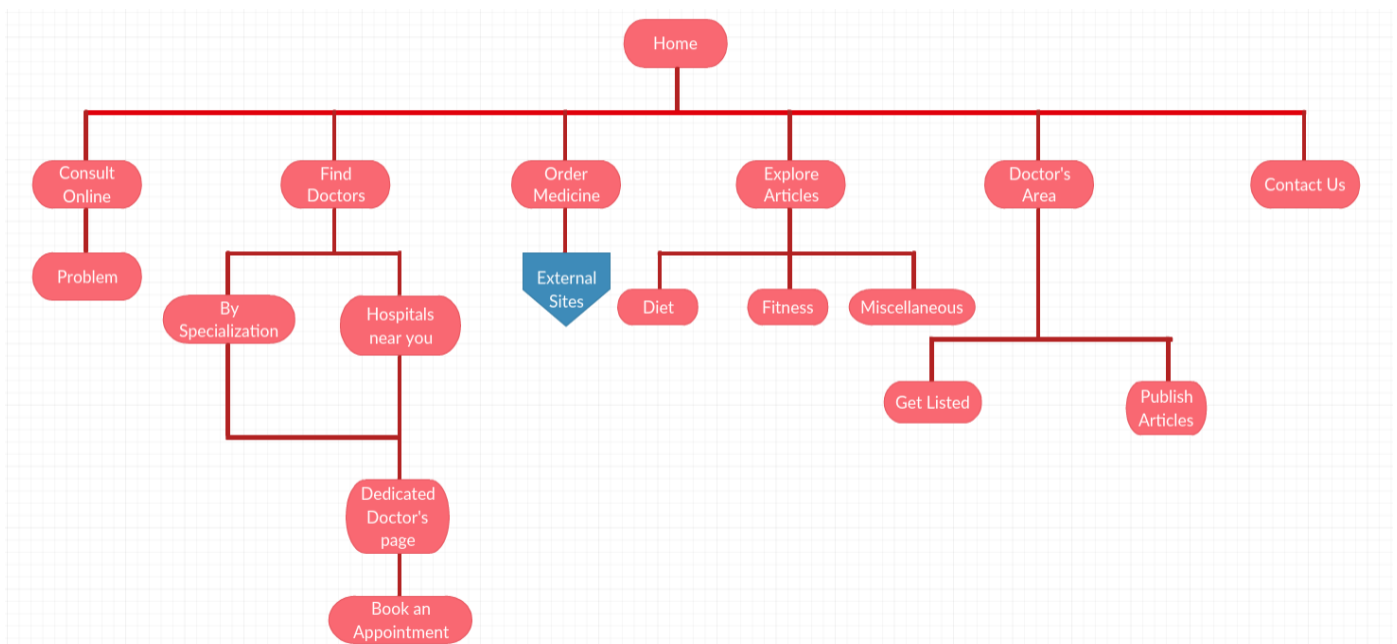 Home
Consult
Online
Find
Doctors
Order
Medicine
Explore
Articles
Doctor's
Area
Contact Us
Problem
By
Specialization
Hospitals
near you
External
Sites
Diet
Fitness
Miscellaneous
Get Listed
Publish
Articles
Dedicated
Doctor's
page
Book an
Appointment